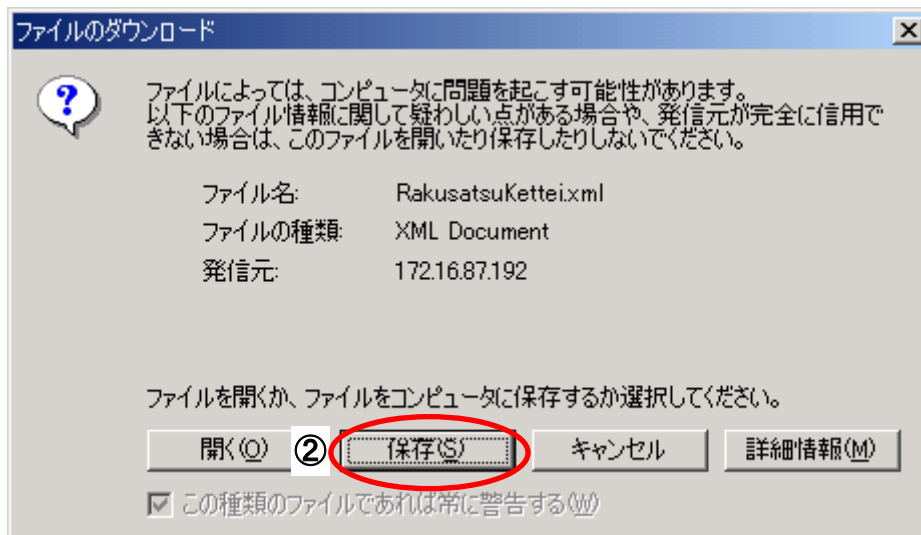 ファイルのダウンロード
ファイルによっては、コンピュータに問題を起こす可能性があります。
以下のファイル情報に関して疑わしい点がある場合や、発信元が完全に信用で
きない場合は、このファイルを開いたり保存したりしないでください。
ファイル名: RakusatsuKettei.xml
ファイルの種類: XML Document
発信元: 172.16.87.192
ファイルを開くか、ファイルをコンピュータに保存するか選択してください。
開く(O) ② 保存(S) キャンセル 詳細情報(M)
この種類のファイルであれば常に警告する(W)